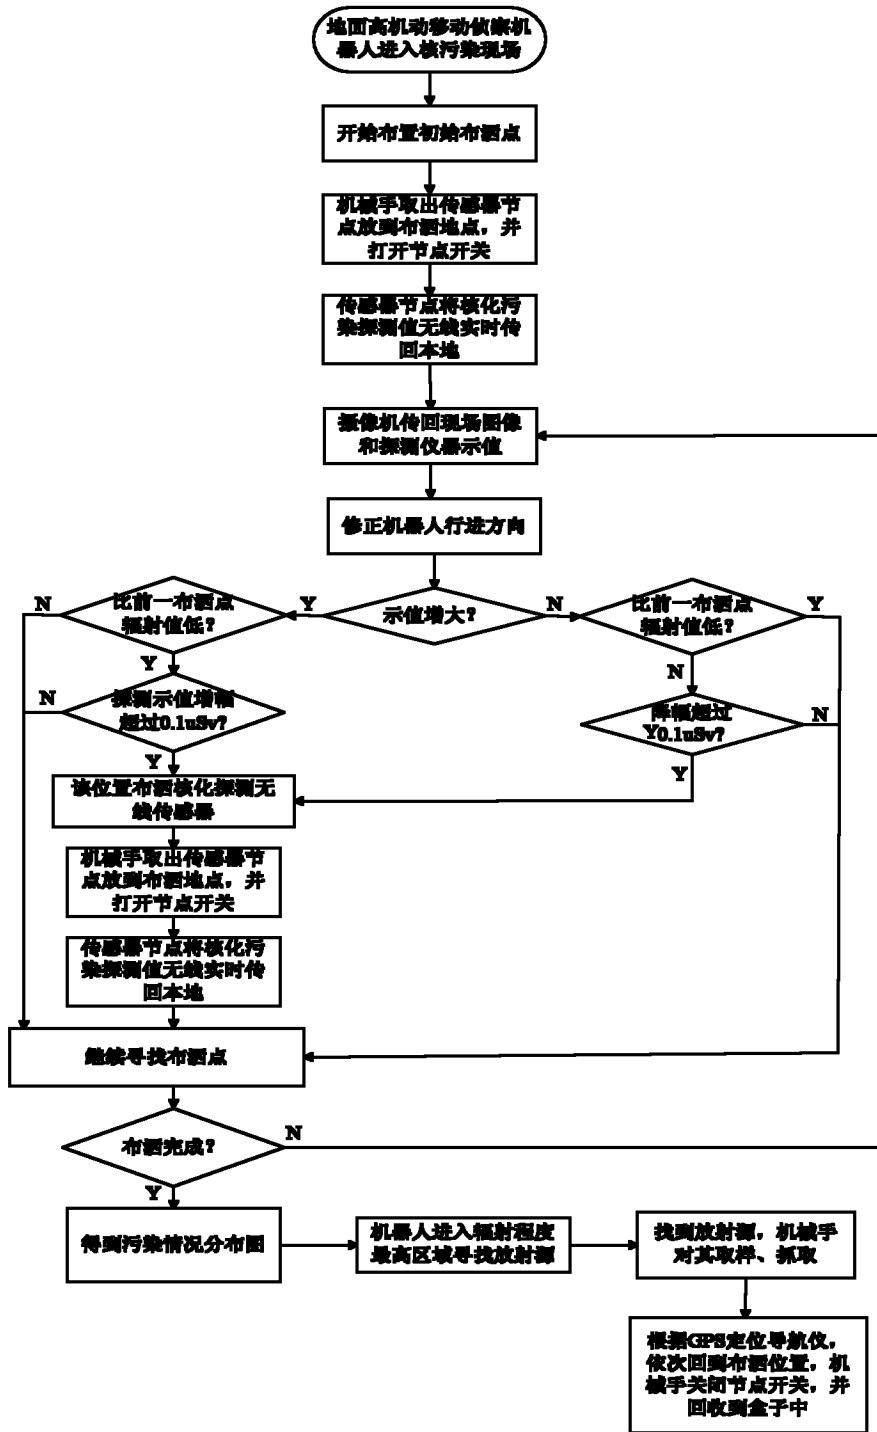 地面高机动移动侦察机
器人进入核污染现场
开始布置初始布洒点
机械手取出传感器节
点放到布洒地点，并
打开节点开关
传感器节点将核化污
染探测值无线实时传
回本地
摄像机传回现场图像
和探测仪器示值
修正机器人行进方向
N
比前一布洒点
辐射值低？
Y
示值增大？
N
比前一布洒点
辐射值低？
Y
Y
N
N
探测示值增幅
超过0.1uSv？
降幅超过
Y0.1uSv？
N
Y
Y
该位置布洒核化探测无
线传感器
机械手取出传感器节
点放到布洒地点，并
打开节点开关
传感器节点将核化污
染探测值无线实时传
回本地
继续寻找布洒点
布洒完成？
N
Y
得到污染情况分布图
机器人进入辐射程度
最高区域寻找放射源
找到放射源，机械手
对其取样、抓取
根据GPS定位导航仪，
依次回到布洒位置，机
械手关闭节点开关，并
回收到盒子中